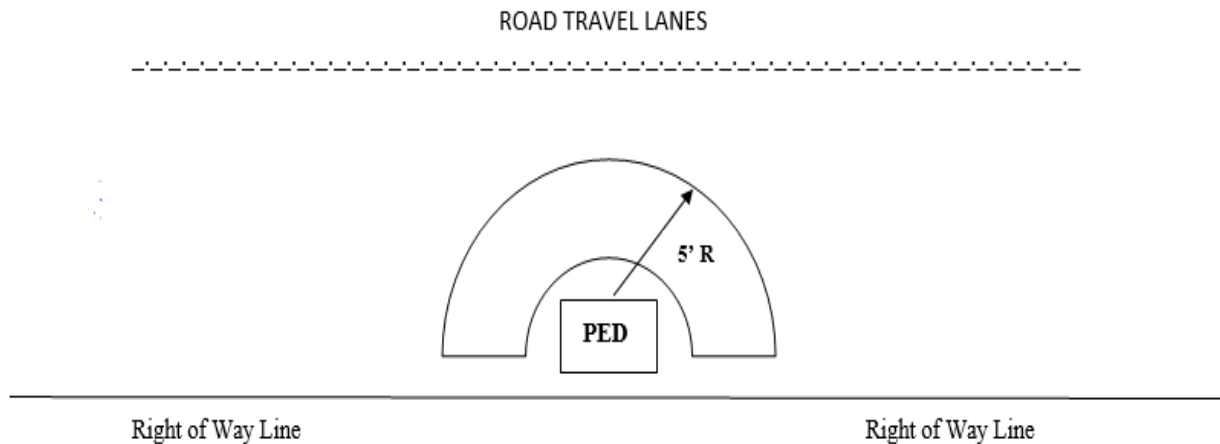 ROAD TRAVEL LANES
5’ R
PED
Right of Way Line Right of Way Line